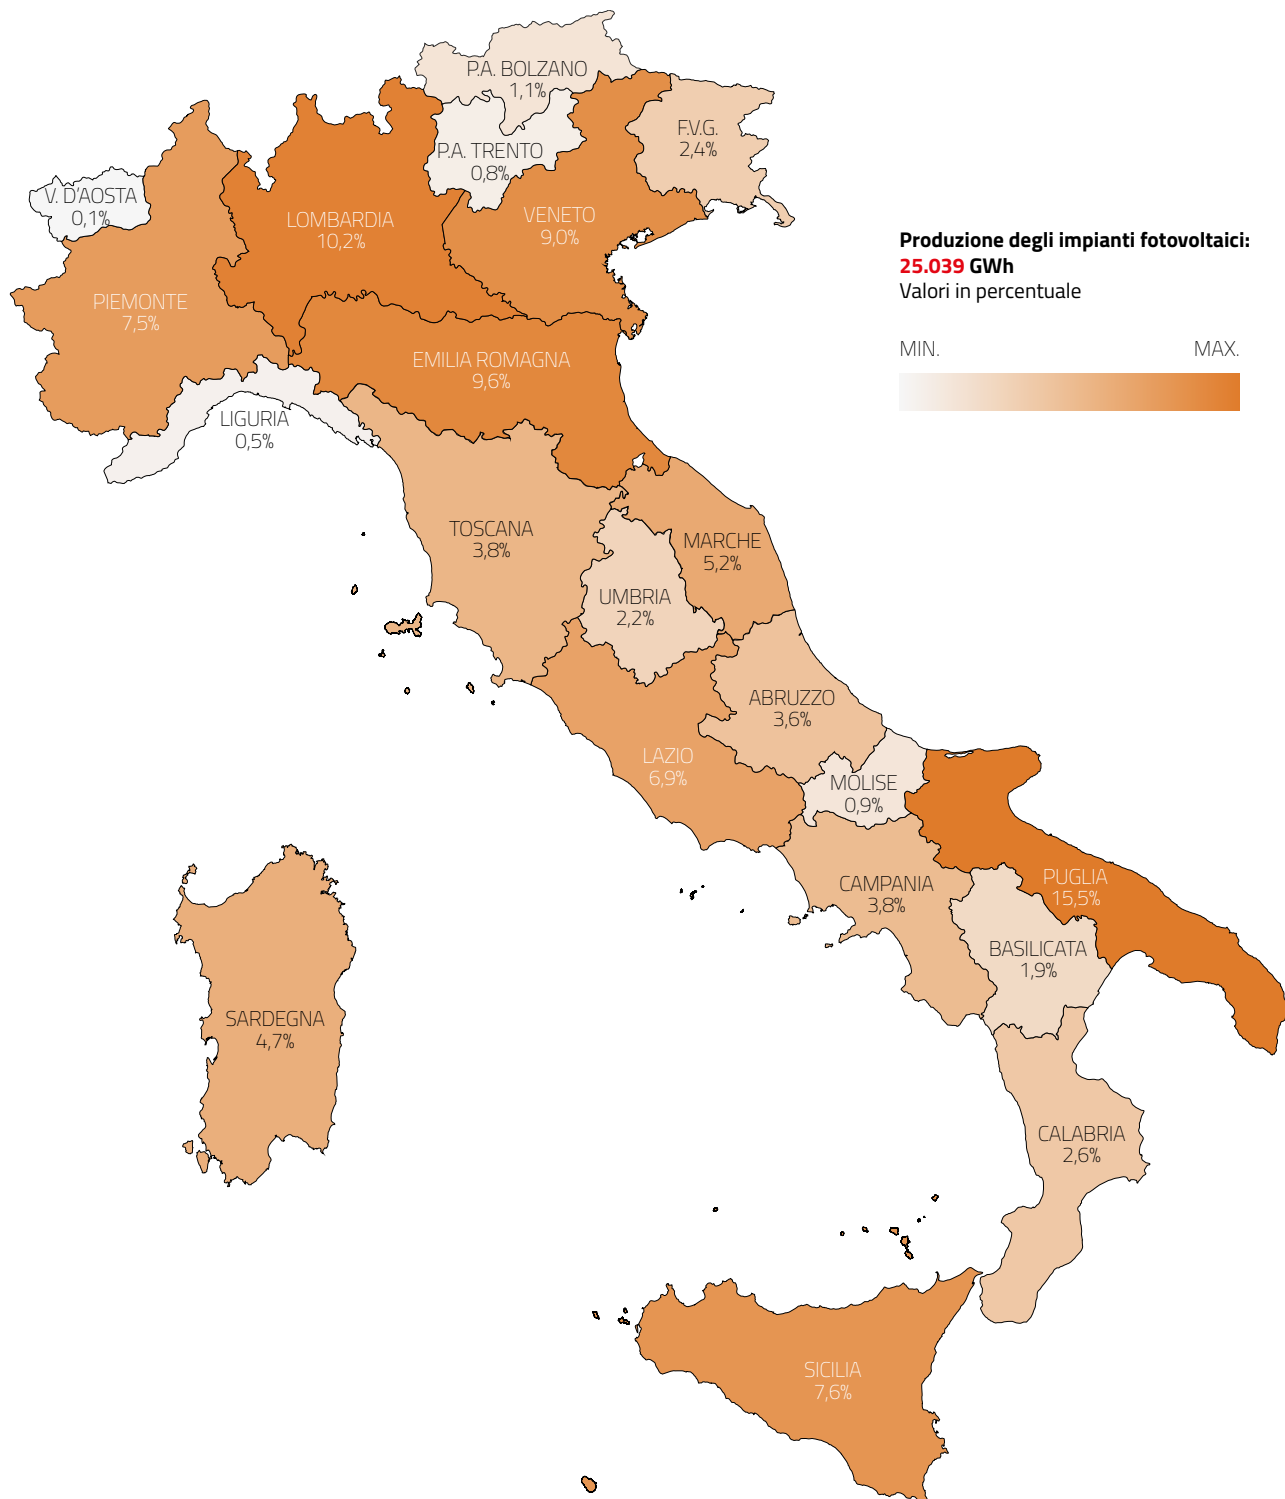 P.A. BOLZANO
1,1%
F.V.G.
2,4%
P.A. TRENTO
0,8%
V. D'AOSTA
0,1%
LOMBARDIA
10,2%
VENETO
9,0%
Produzione degli impianti fotovoltaici:
25.039 GWh
Valori in percentuale
MIN. MAX.
PIEMONTE
7,5%
EMILIA ROMAGNA
9,6%
LIGURIA
0,5%
TOSCANA
3,8%
MARCHE
5,2%
UMBRIA
2,2%
ABRUZZO
3,6%
LAZIO
6,9%
MOLISE
0,9%
CAMPANIA
3,8%
PUGLIA
15,5%
BASILICATA
1,9%
SARDEGNA
4,7%
CALABRIA
2,6%
SICILIA
7,6%